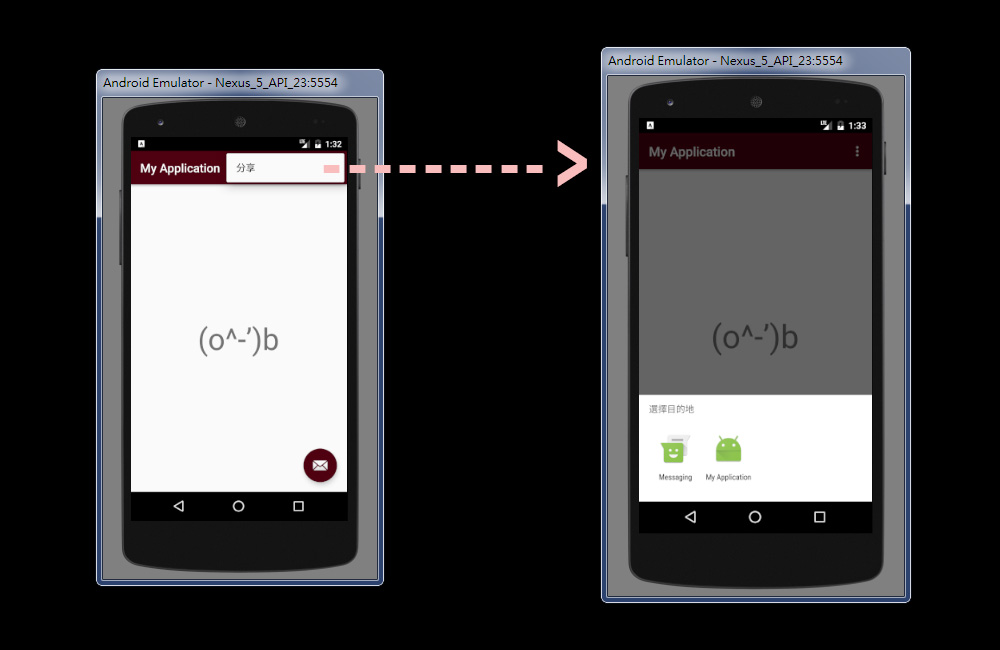 Android Emulator - Nexus_5_API_23:5554
1:32
My Application
分享
(o^-')b
Android Emulator - Nexus_5_API_23:5554
1:33
My Application
(o^-')b
選擇目的地
Messaging
My Application